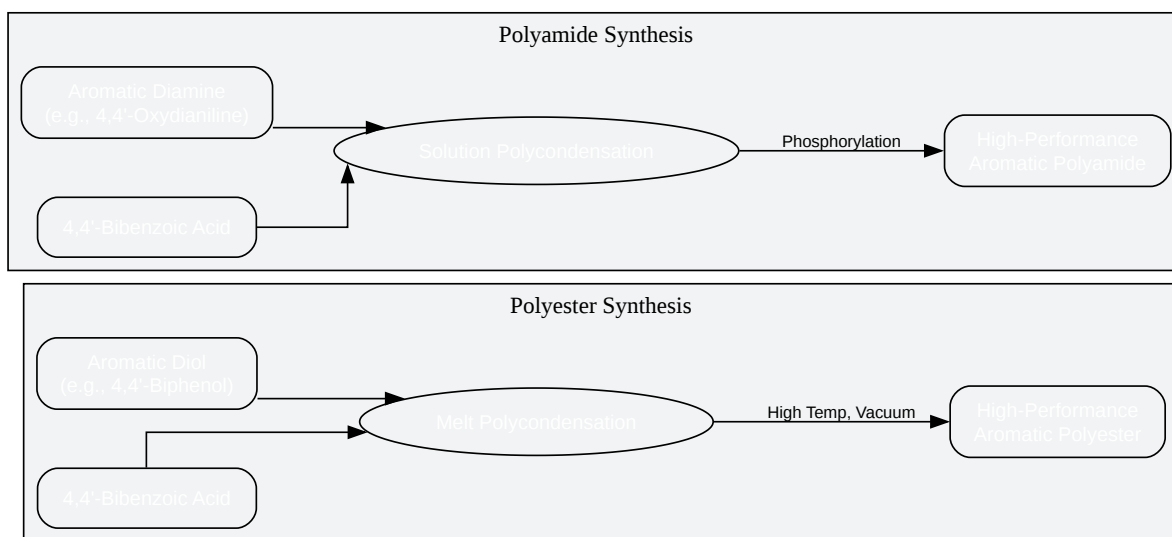 Polyamide Synthesis
Aromatic Diamine
(e.g., 4,4'-Oxydianiline)
Solution Polycondensation
Phosphorylation
High-Performance
Aromatic Polyamide
4,4'-Bibenzoic Acid
Polyester Synthesis
Aromatic Diol
(e.g., 4,4'-Biphenol)
Melt Polycondensation
High Temp, Vacuum
High-Performance
Aromatic Polyester
4,4'-Bibenzoic Acid